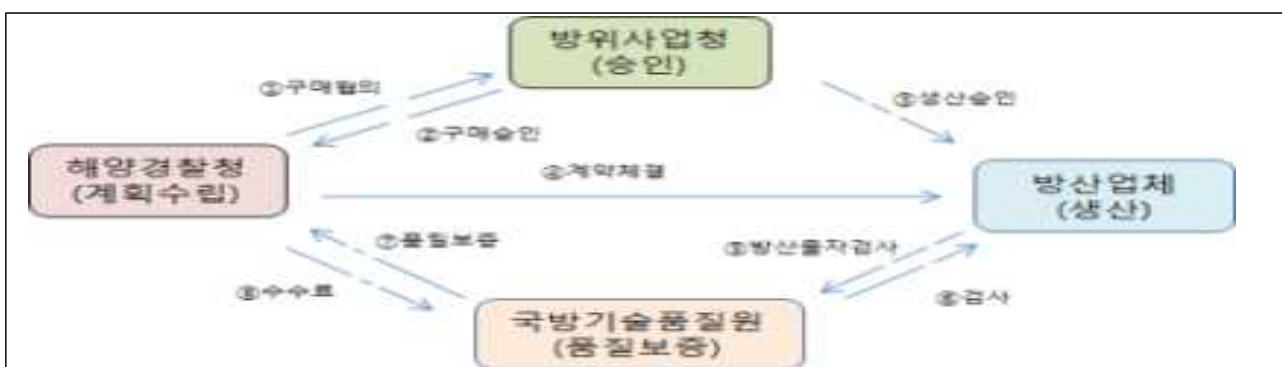 방위사업청
(승인)
①구매협의
③생산승인
②구매승인
해양경찰청
(계획수립)
④계약체결
방산업체
(생산)
⑦품질보증
⑤방산물자검사
⑧수수료
⑥검사
국방기술품질원
(품질보증)